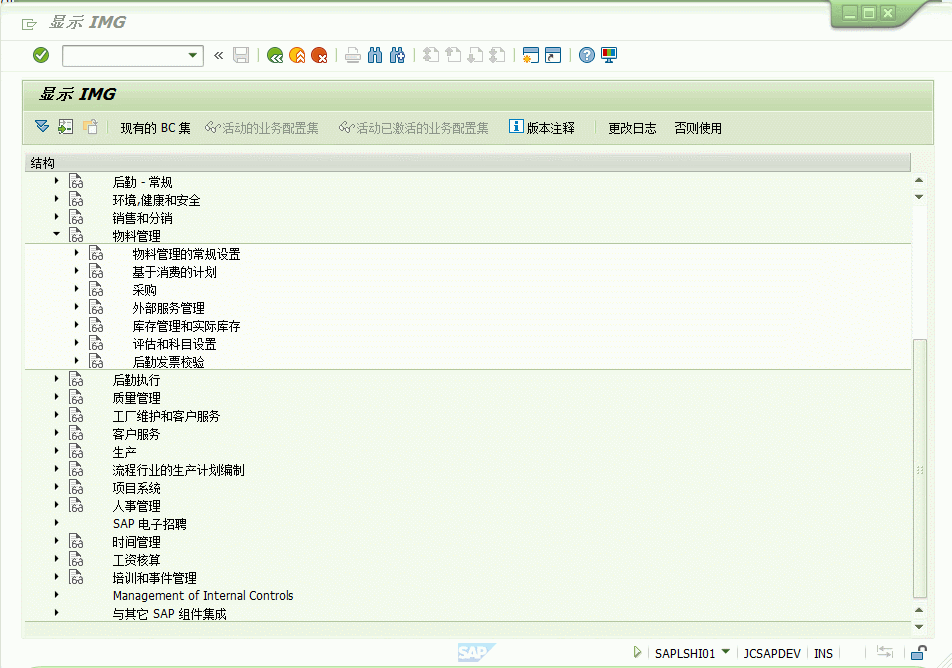 显示 IMG
显示 IMG
现有的 BC 集 活动的业务配置集 活动已激活的业务配置集 版本注释 更改日志 否则使用
结构
后勤 - 常规
环境,健康和安全
销售和分销
物料管理
物料管理的常规设置
基于消费的计划
采购
外部服务管理
库存管理和实际库存
评估和科目设置
后勤发票校验
后勤执行
质量管理
工厂维护和客户服务
客户服务
生产
流程行业的生产计划编制
项目系统
人事管理
SAP 电子招聘
时间管理
工资核算
培训和事件管理
Management of Internal Controls
与其它 SAP 组件集成
SAP SAPLSHI01 JCSAPDEV INS